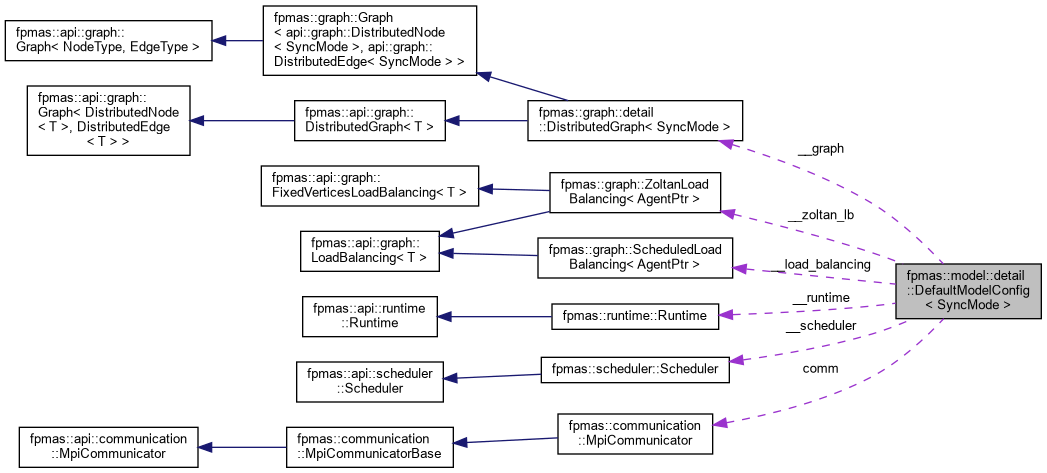 fpmas::api::graph::
Graph< NodeType, EdgeType >
fpmas::graph::Graph
< api::graph::DistributedNode
< SyncMode >, api::graph::
DistributedEdge< SyncMode > >
fpmas::api::graph::
Graph< DistributedNode
< T >, DistributedEdge
< T > >
fpmas::api::graph::
DistributedGraph< T >
fpmas::graph::detail
::DistributedGraph< SyncMode >
__graph
fpmas::api::graph::
FixedVerticesLoadBalancing< T >
fpmas::graph::ZoltanLoad
Balancing< AgentPtr >
__zoltan_lb
fpmas::api::graph::
LoadBalancing< T >
fpmas::graph::ScheduledLoad
Balancing< AgentPtr >
__load_balancing
fpmas::model::detail
::DefaultModelConfig
< SyncMode >
fpmas::api::runtime
::Runtime
fpmas::runtime::Runtime
__runtime
fpmas::api::scheduler
::Scheduler
fpmas::scheduler::Scheduler
__scheduler
fpmas::api::communication
::MpiCommunicator
fpmas::communication
::MpiCommunicatorBase
fpmas::communication
::MpiCommunicator
comm